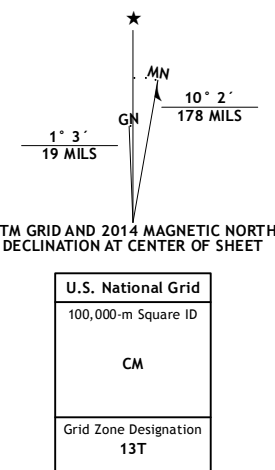 ★
MN
GN
10° 2´
178 MILS
1° 3´
19 MILS
TM GRID AND 2014 MAGNETIC NORTH
DECLINATION AT CENTER OF SHEET
U.S. National Grid
100,000-m Square ID
CM
Grid Zone Designation
13T